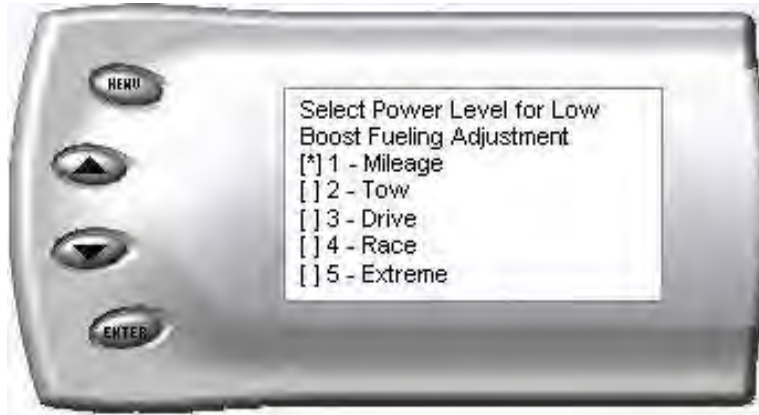 MENU
Select Power Level for Low
Boost Fueling Adjustment
[*] 1 - Mileage
[ ] 2 - Tow
[ ] 3 - Drive
[ ] 4 - Race
[ ] 5 - Extreme
ENTER